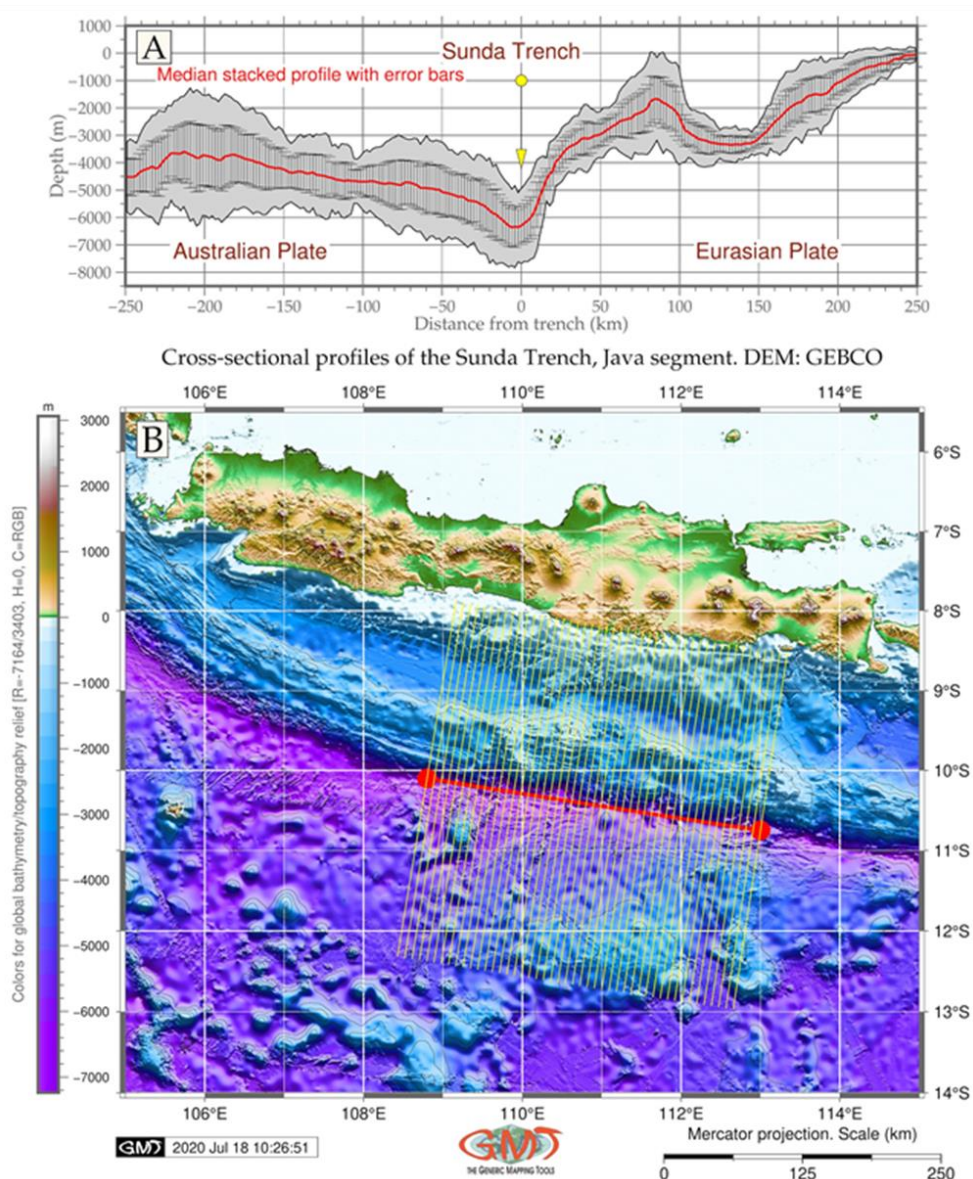 A
Sunda Trench
Median stacked profile with error bars
1000
0
−1000
−2000
−3000
−4000
−5000
−6000
−7000
−8000
Depth (m)
Australian Plate
Eurasian Plate
−250 −200 −150 −100 −50 0 50 100 150 200 250
Distance from trench (km)
Cross-sectional profiles of the Sunda Trench, Java segment. DEM: GEBCO
106°E 108°E 110°E 112°E 114°E
B
m
3000
2000
1000
0
−1000
−2000
−3000
−4000
−5000
−6000
−7000
Colors for global bathymetry/topography relief [R=-7164/3403, H=0, C=RGB]
6°S
7°S
8°S
9°S
10°S
11°S
12°S
13°S
14°S
106°E 108°E 110°E 112°E 114°E
GMT 2020 Jul 18 10:26:51
GMT
THE GENERIC MAPPING TOOLS
Mercator projection. Scale (km)
0 125 250